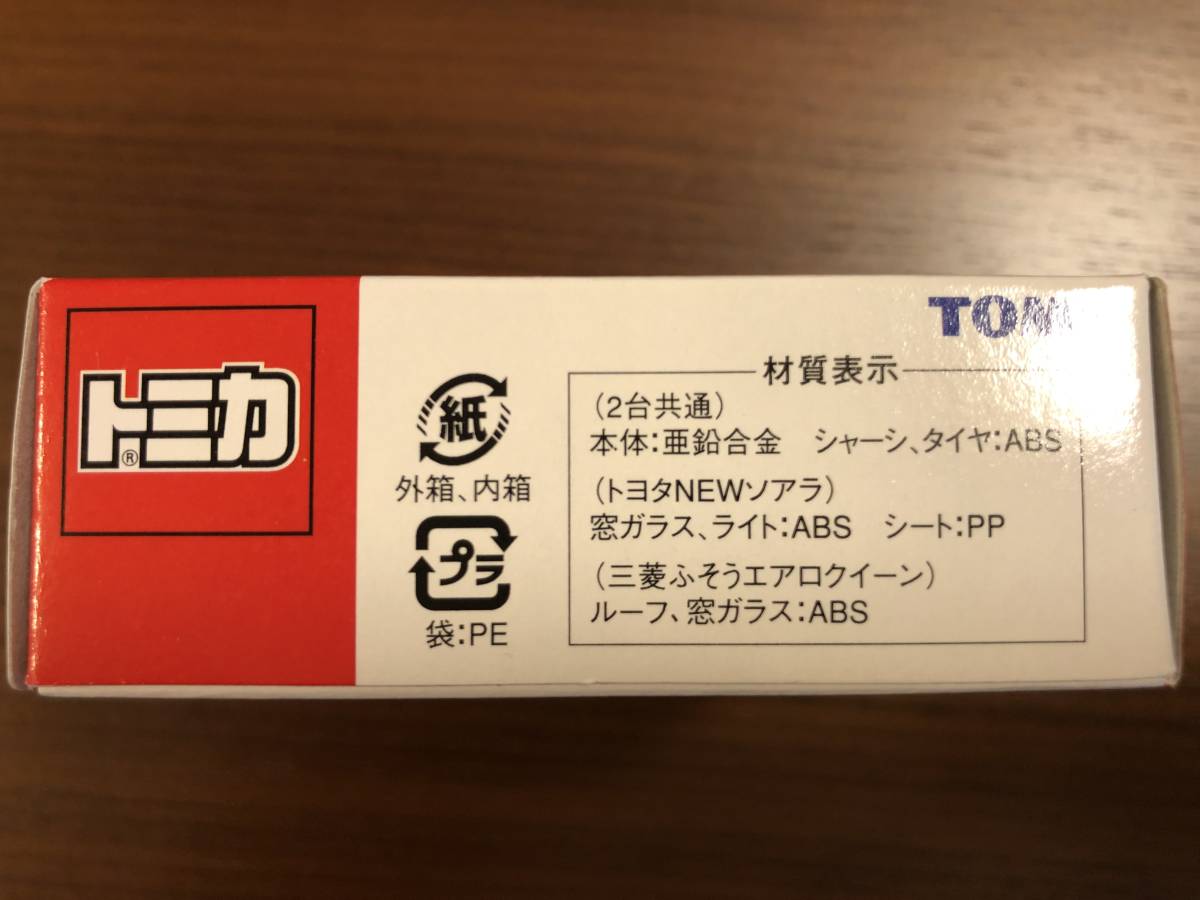 トミカ®
紙
外箱、内箱
プラ
袋:PE
TOM
材質表示
(2台共通)
本体:亜鉛合金 シャーシ、タイヤ:ABS
(トヨタNEWソアラ)
窓ガラス、ライト:ABS シート:PP
(三菱ふそうエアロクイーン)
ルーフ、窓ガラス:ABS